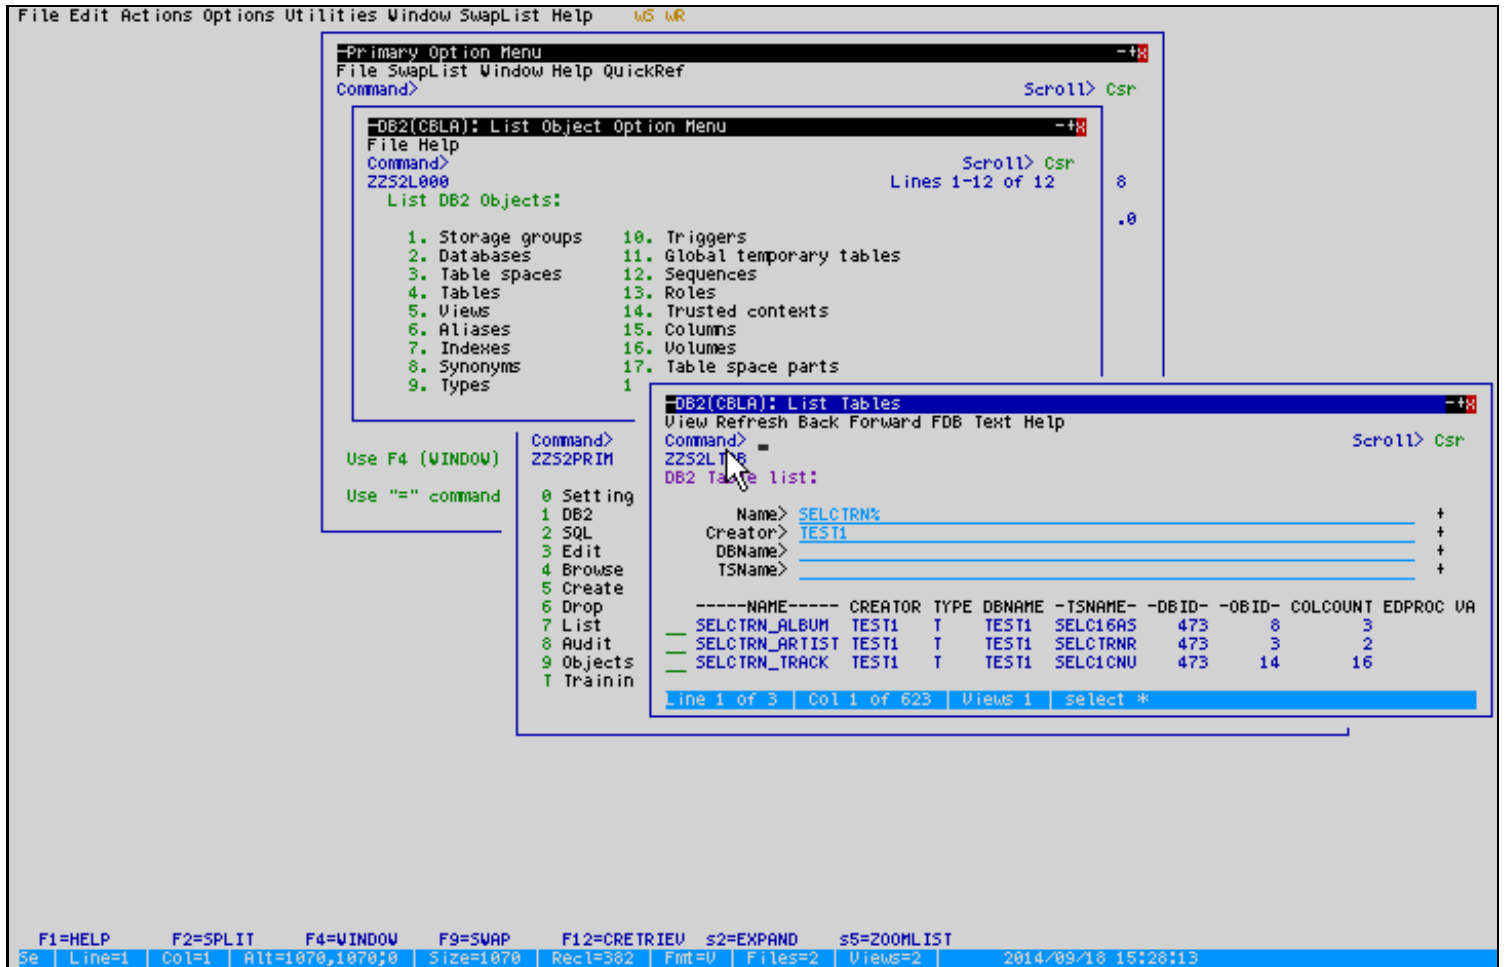 File Edit Actions Options Utilities Window SwapList Help wS wR
Primary Option Menu -+x
File SwapList Window Help QuickRef
Command> Scroll> Csr
DB2(CBLA): List Object Option Menu -+x
File Help
Command> Scroll> Csr
ZZS2L000 Lines 1-12 of 12 8
List DB2 Objects:
.0
1. Storage groups 10. Triggers
2. Databases 11. Global temporary tables
3. Table spaces 12. Sequences
4. Tables 13. Roles
5. Views 14. Trusted contexts
6. Aliases 15. Columns
7. Indexes 16. Volumes
8. Synonyms 17. Table space parts
9. Types 1
DB2(CBLA): List Tables -+x
View Refresh Back Forward FDB Text Help
Command> _ Scroll> Csr
DB2 Table list:
Name> SELCTRN% +
Creator> TEST1 +
DBName> +
TSName> +
-----NAME----- CREATOR TYPE DBNAME -TSNAME- -DBID- -OBID- COLCOUNT EDPROC VA
__ SELCTRN_ALBUM TEST1 T TEST1 SELC16AS 473 8 3
__ SELCTRN_ARTIST TEST1 T TEST1 SELCTRNR 473 3 2
__ SELCTRN_TRACK TEST1 T TEST1 SELC1CNU 473 14 16
Line 1 of 3 | Col 1 of 623 | Views 1 | select *
Command>
Use F4 (WINDOW) ZZS2PRIM
Use "=" command
0 Setting
1 DB2
2 SQL
3 Edit
4 Browse
5 Create
6 Drop
7 List
8 Audit
9 Objects
T Trainin
F1=HELP F2=SPLIT F4=WINDOW F9=SWAP F12=CRETRIEV s2=EXPAND s5=ZOOMLIST
Se | Line=1 | Col=1 | Alt=1070,1070;0 | Size=1070 | Recl=382 | Fmt=V | Files=2 | Views=2 | 2014/09/18 15:28:13